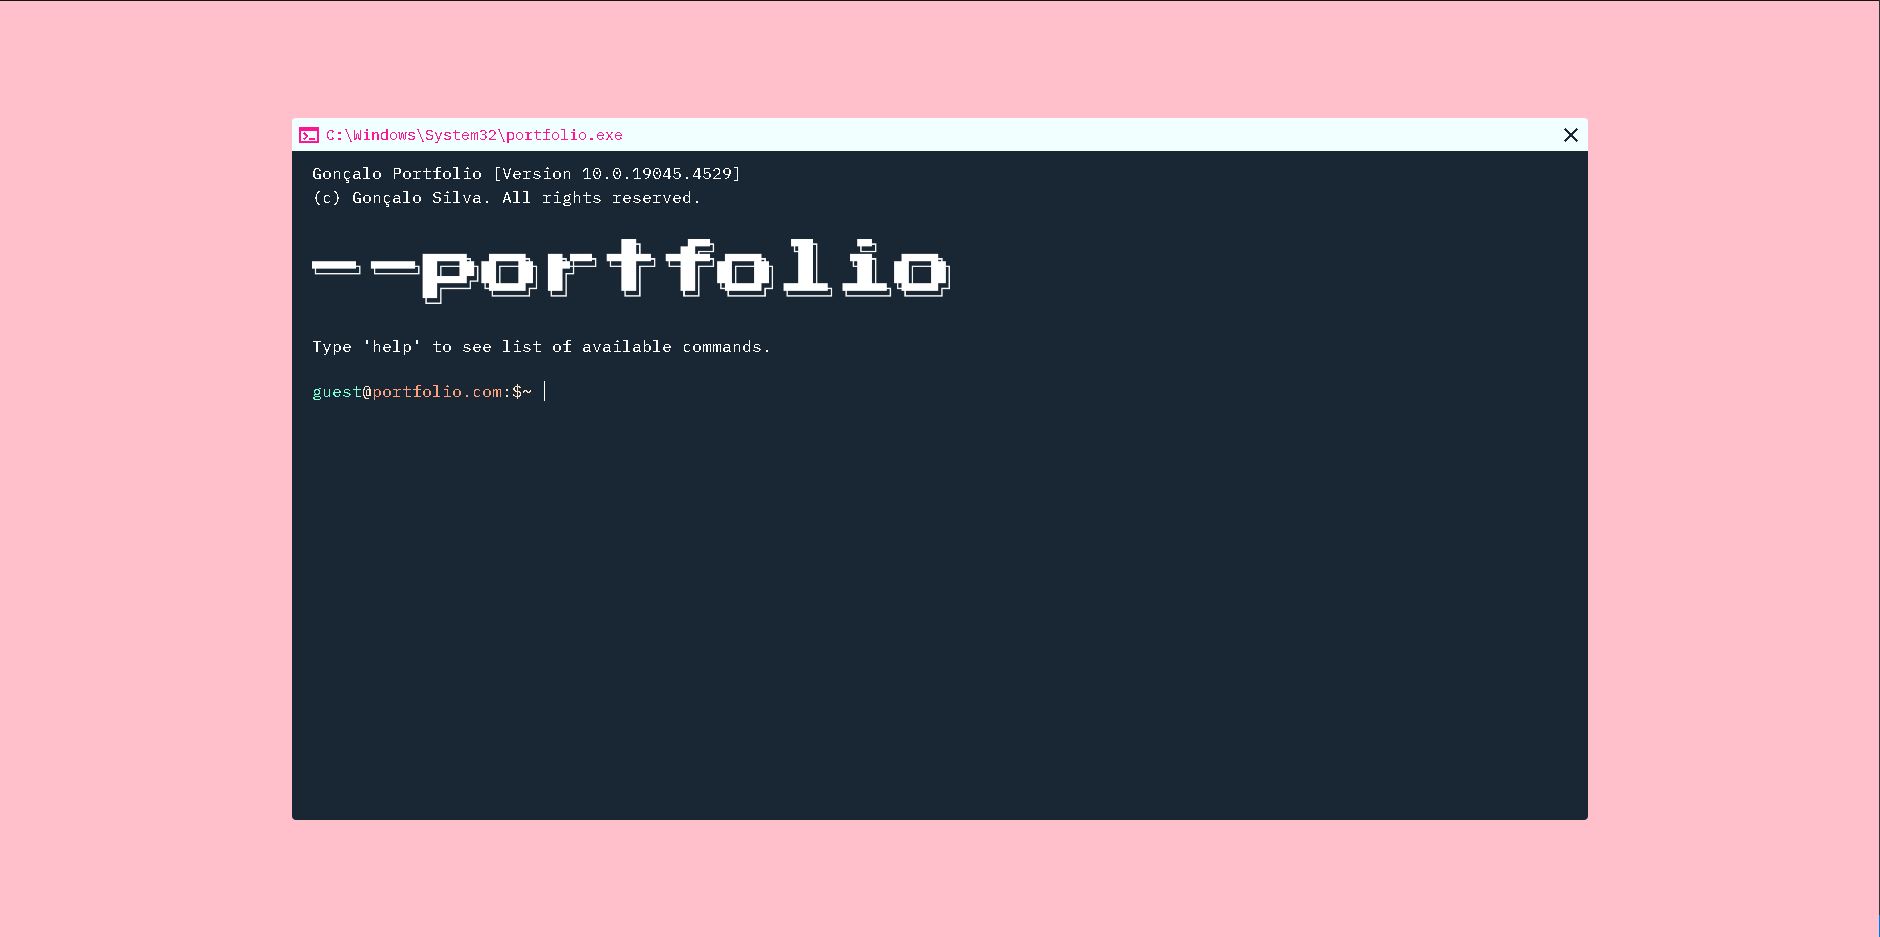 C:\Windows\System32\portfolio.exe
Gonçalo Portfolio [Version 10.0.19045.4529]
(c) Gonçalo Silva. All rights reserved.
--portfolio
Type 'help' to see list of available commands.
guest@portfolio.com:$~